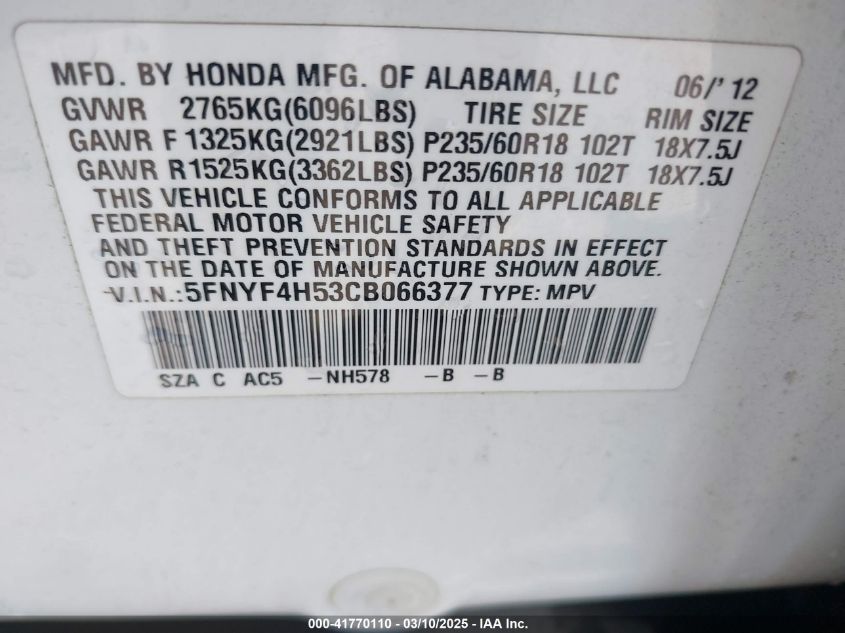 MFD. BY HONDA MFG. OF ALABAMA, LLC 06/'12
GVWR 2765KG(6096LBS) TIRE SIZE RIM SIZE
GAWR F 1325KG(2921LBS) P235/60R18 102T 18X7.5J
GAWR R1525KG(3362LBS) P235/60R18 102T 18X7.5J
THIS VEHICLE CONFORMS TO ALL APPLICABLE
FEDERAL MOTOR VEHICLE SAFETY
AND THEFT PREVENTION STANDARDS IN EFFECT
ON THE DATE OF MANUFACTURE SHOWN ABOVE.
V.I.N.:5FNYF4H53CB066377 TYPE: MPV
SZA C AC5 -NH578 -B -B
000-41770110 - 03/10/2025 - IAA Inc.